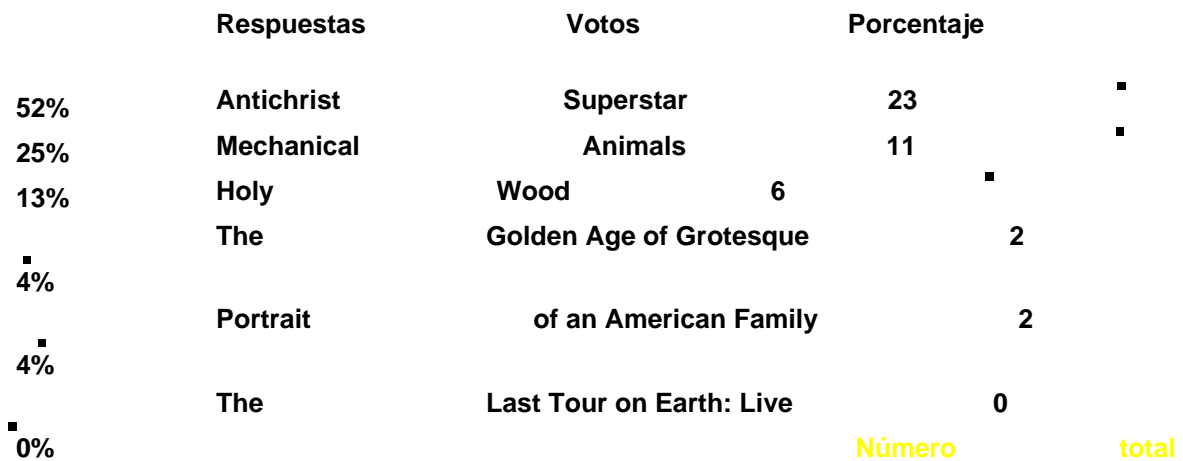 Respuestas Votos Porcentaje
Antichrist Superstar 23
52%
Mechanical Animals 11
25%
Holy Wood 6
13%
The Golden Age of Grotesque 2
4%
Portrait of an American Family 2
4%
The Last Tour on Earth: Live 0
0% Número total